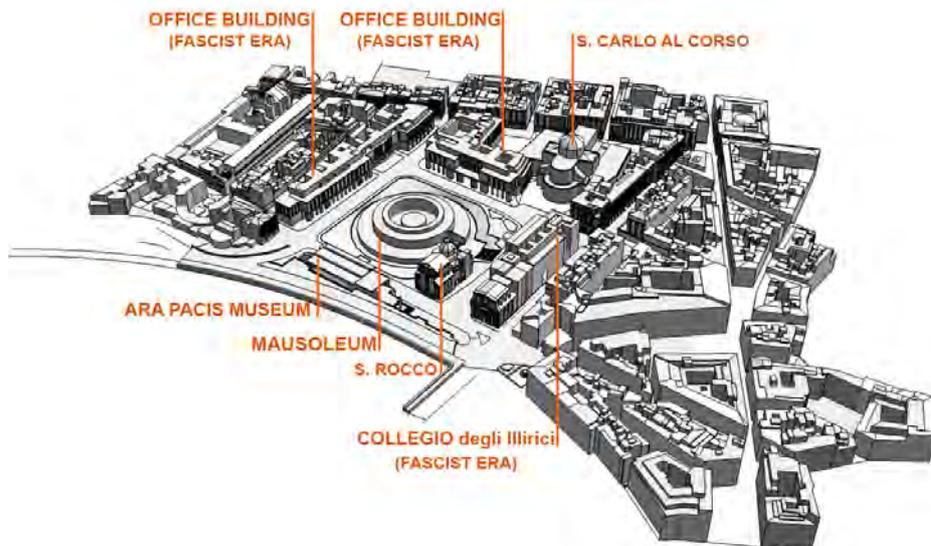 OFFICE BUILDING
(FASCIST ERA)
OFFICE BUILDING
(FASCIST ERA)
S. CARLO AL CORSO
ARA PACIS MUSEUM
MAUSOLEUM
S. ROCCO
COLLEGIO degli Illirici
(FASCIST ERA)